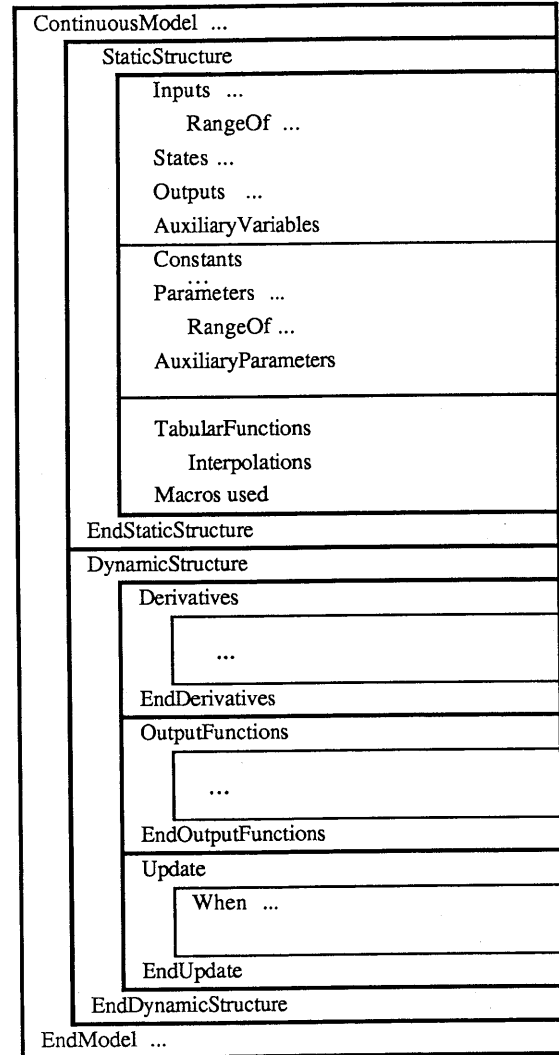 ContinuousModel ...
StaticStructure
Inputs ...
RangeOf ...
States ...
Outputs ...
AuxiliaryVariables
Constants
...
Parameters ...
RangeOf ...
AuxiliaryParameters
TabularFunctions
Interpolations
Macros used
EndStaticStructure
DynamicStructure
Derivatives
...
EndDerivatives
OutputFunctions
...
EndOutputFunctions
Update
When ...
EndUpdate
EndDynamicStructure
EndModel ...